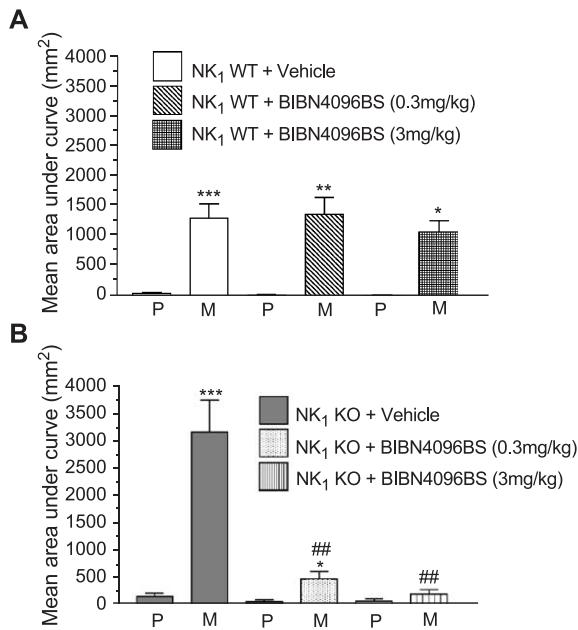 A
Mean area under curve (mm²)
4000
3500
3000
2500
2000
1500
1000
500
0
NK₁ WT + Vehicle
NK₁ WT + BIBN4096BS (0.3mg/kg)
NK₁ WT + BIBN4096BS (3mg/kg)
***
**
*
P M P M P M
B
Mean area under curve (mm²)
4000
3500
3000
2500
2000
1500
1000
500
0
***
NK₁ KO + Vehicle
NK₁ KO + BIBN4096BS (0.3mg/kg)
NK₁ KO + BIBN4096BS (3mg/kg)
##
*
##
P M P M P M